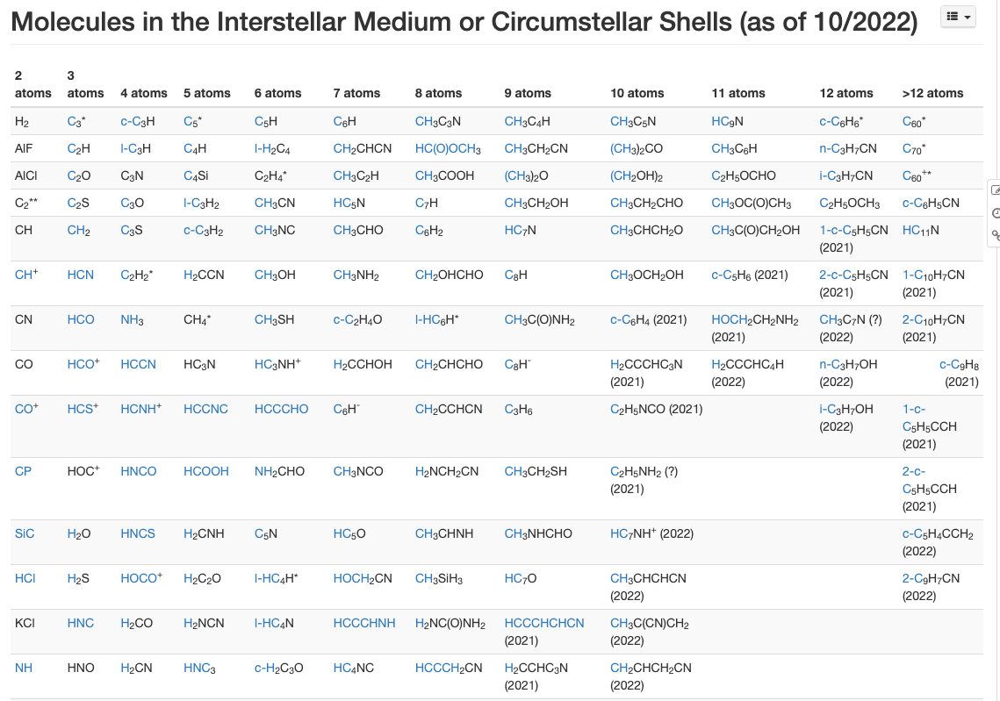 Molecules in the Interstellar Medium or Circumstellar Shells (as of 10/2022)
2 3
atoms atoms 4 atoms 5 atoms 6 atoms 7 atoms 8 atoms 9 atoms 10 atoms 11 atoms 12 atoms >12 atoms
H₂ C₃* c-C₃H C₅* C₅H C₆H CH₃C₃N CH₃C₄H CH₃C₅N HC₉N c-C₆H₆* C₆₀*
AlF C₂H l-C₃H C₄H l-H₂C₄ CH₂CHCN HC(O)OCH₃ CH₃CH₂CN (CH₃)₂CO CH₃C₆H n-C₃H₇CN C₇₀*
AlCl C₂O C₃N C₄Si C₂H₄* CH₃C₂H CH₃COOH (CH₃)₂O (CH₂OH)₂ C₂H₅OCHO i-C₃H₇CN C₆₀⁺*
C₂** C₂S C₃O l-C₃H₂ CH₃CN HC₅N C₇H CH₃CH₂OH CH₃CH₂CHO CH₃OC(O)CH₃ C₂H₅OCH₃ c-C₆H₅CN
CH CH₂ C₃S c-C₃H₂ CH₃NC CH₃CHO C₆H₂ HC₇N CH₃CHCH₂O CH₃C(O)CH₂OH 1-c-C₅H₅CN HC₁₁N
(2021)
CH⁺ HCN C₂H₂* H₂CCN CH₃OH CH₃NH₂ CH₂OHCHO C₈H CH₃OCH₂OH c-C₅H₆ (2021) 2-c-C₅H₅CN 1-C₁₀H₇CN
(2021) (2021)
CN HCO NH₃ CH₄* CH₃SH c-C₂H₄O l-HC₆H* CH₃C(O)NH₂ c-C₆H₄ (2021) HOCH₂CH₂NH₂ CH₃C₇N (?) 2-C₁₀H₇CN
(2021) (2022) (2021)
CO HCO⁺ HCCN HC₃N HC₃NH⁺ H₂CCHOH CH₂CHCHO C₈H⁻ H₂CCCHC₃N H₂CCCHC₄H n-C₃H₇OH c-C₉H₈
(2021) (2022) (2022) (2021)
CO⁺ HCS⁺ HCNH⁺ HCCNC HCCCHO C₆H⁻ CH₂CCHCN C₃H₆ C₂H₅NCO (2021) i-C₃H₇OH 1-c-
(2022) C₅H₅CCH
(2021)
CP HOC⁺ HNCO HCOOH NH₂CHO CH₃NCO H₂NCH₂CN CH₃CH₂SH C₂H₅NH₂ (?) 2-c-
(2021) C₅H₅CCH
(2021)
SiC H₂O HNCS H₂CNH C₅N HC₅O CH₃CHNH CH₃NHCHO HC₇NH⁺ (2022) c-C₅H₄CCH₂
(2022)
HCl H₂S HOCO⁺ H₂C₂O l-HC₄H* HOCH₂CN CH₃SiH₃ HC₇O CH₃CHCHCN 2-C₉H₇CN
(2022) (2022)
KCl HNC H₂CO H₂NCN l-HC₄N HCCCHNH H₂NC(O)NH₂ HCCCHCHCN CH₃C(CN)CH₂
(2021) (2022)
NH HNO H₂CN HNC₃ c-H₂C₃O HC₄NC HCCCH₂CN H₂CCHC₃N CH₂CHCH₂CN
(2021) (2022)